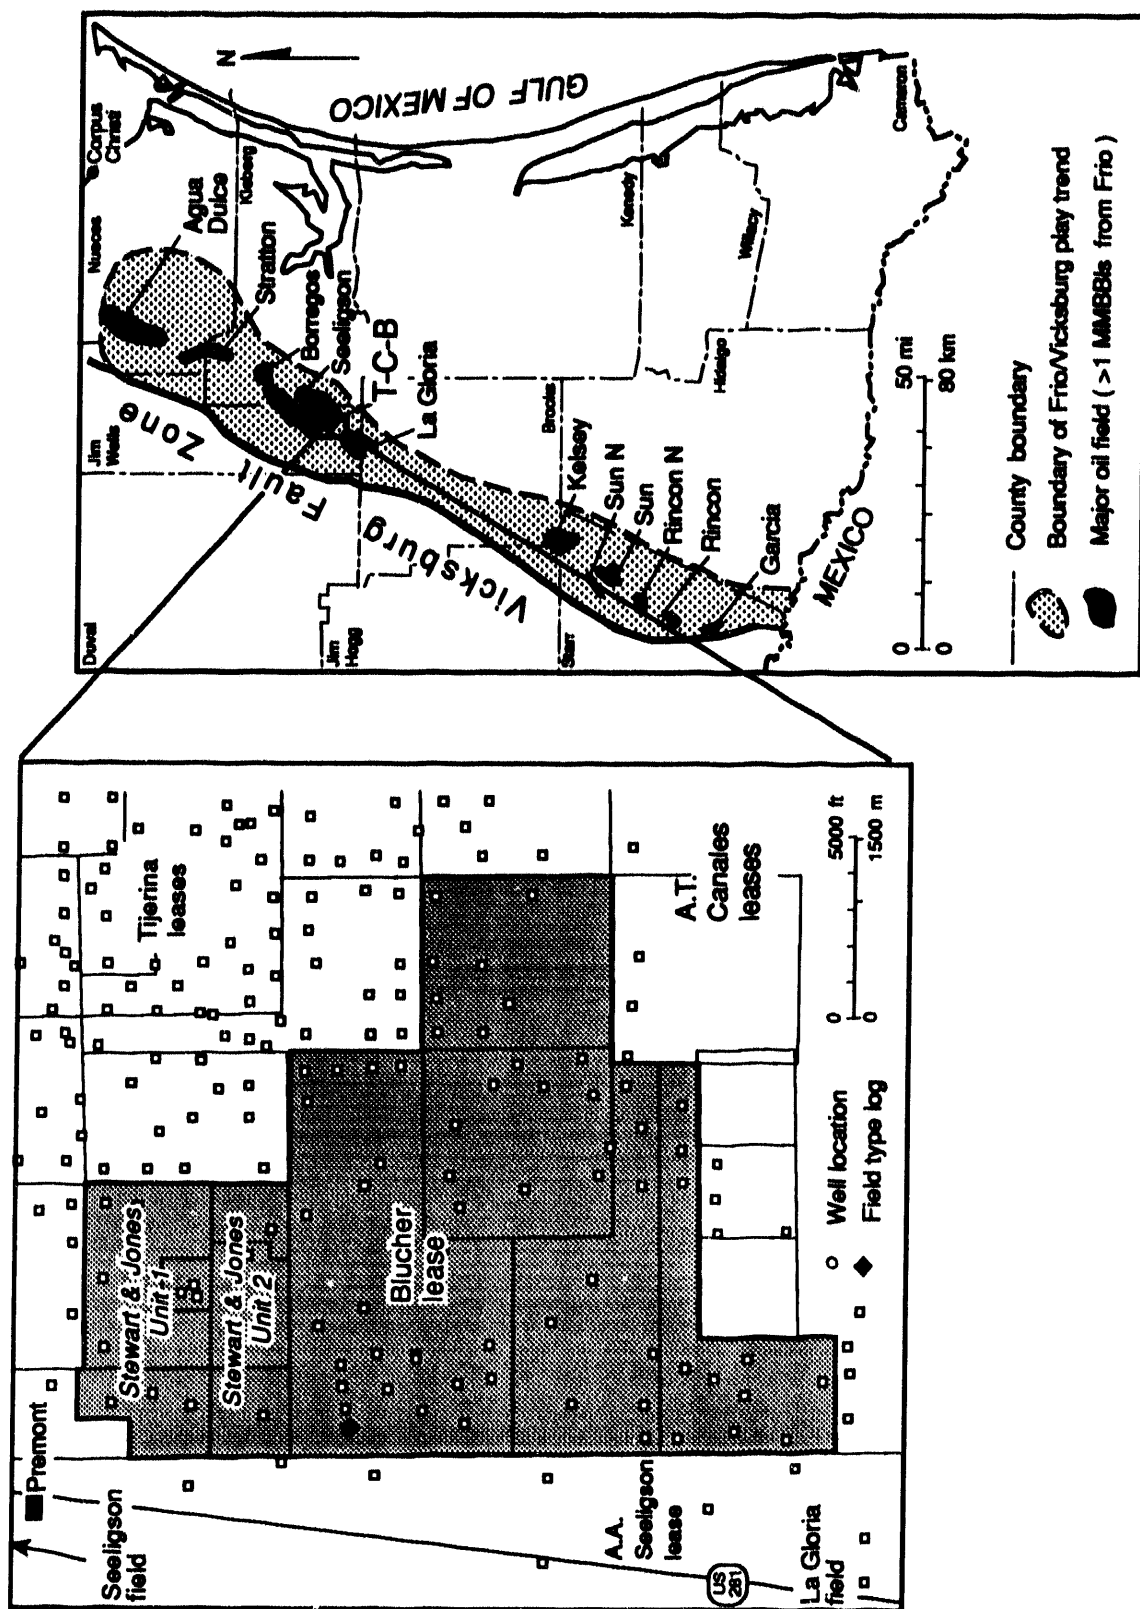 Premont
Seeligson
field
Stewart & Jones
Unit 1
Stewart & Jones
Unit 2
Tijerina
leases
Blucher
lease
A.T.
Canales
leases
A.A.
Seeligson
lease
US
281
La Gloria
field
Well location
Field type log
0
5000 ft
0
1500 m
Duval
Jim
Wells
Nueces
Corpus
Christi
Agua
Dulce
Kleberg
Stratton
N
Vicksburg Fault Zone
Borregos
Seeligson
T-C-B
La Gloria
GULF OF MEXICO
Jim
Hogg
Brooks
Kenedy
Starr
Kelsey
Sun N
Sun
Rincon N
Rincon
Garcia
Hidalgo
Willacy
Cameron
MEXICO
0
50 mi
0
80 km
County boundary
Boundary of Frio/Vicksburg play trend
Major oil field ( >1 MMBBls from Frio )